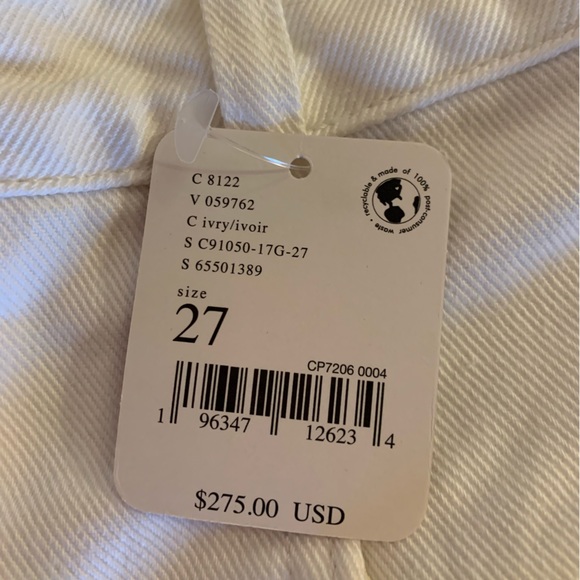 C 8122
V 059762
C ivry/ivoir
S C91050-17G-27
S 65501389
recyclable & made of 100% post-consumer waste •
size
27
CP7206 0004
1 96347 12623 4
$275.00 USD